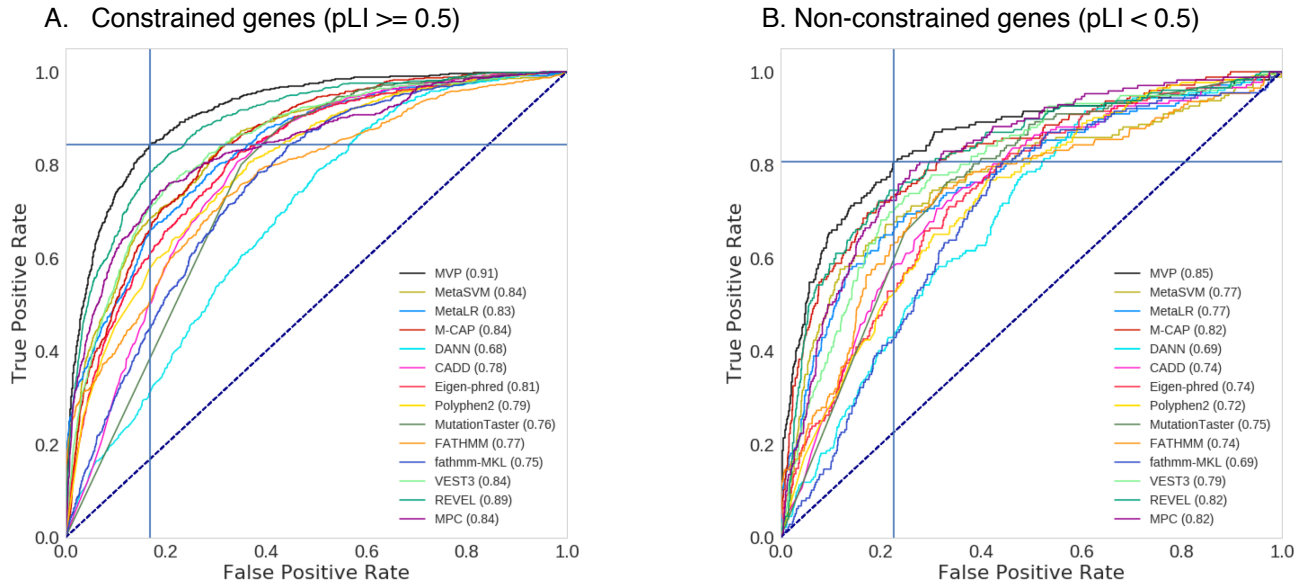 A. Constrained genes (pLI >= 0.5)
True Positive Rate
1.0
0.8
0.6
0.4
0.2
0.0
MVP (0.91)
MetaSVM (0.84)
MetaLR (0.83)
M-CAP (0.84)
DANN (0.68)
CADD (0.78)
Eigen-phred (0.81)
Polyphen2 (0.79)
MutationTaster (0.76)
FATHMM (0.77)
fathmm-MKL (0.75)
VEST3 (0.84)
REVEL (0.89)
MPC (0.84)
0.0 0.2 0.4 0.6 0.8 1.0
False Positive Rate
B. Non-constrained genes (pLI < 0.5)
True Positive Rate
1.0
0.8
0.6
0.4
0.2
0.0
MVP (0.85)
MetaSVM (0.77)
MetaLR (0.77)
M-CAP (0.82)
DANN (0.69)
CADD (0.74)
Eigen-phred (0.74)
Polyphen2 (0.72)
MutationTaster (0.75)
FATHMM (0.74)
fathmm-MKL (0.69)
VEST3 (0.79)
REVEL (0.82)
MPC (0.82)
0.0 0.2 0.4 0.6 0.8 1.0
False Positive Rate